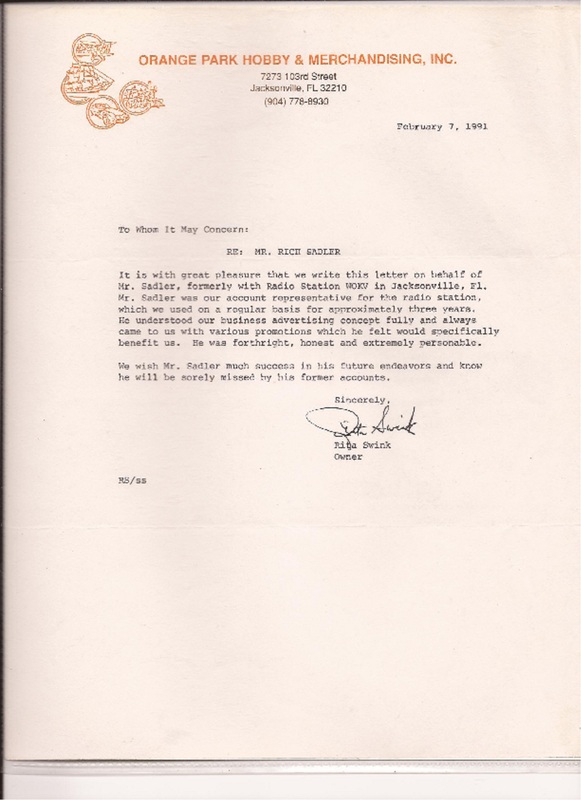 ORANGE PARK HOBBY & MERCHANDISING, INC.
7273 103rd Street
Jacksonville, FL 32210
(904) 778-8930
February 7, 1991
To Whom It May Concern:
RE: MR. RICH SADLER
It is with great pleasure that we write this letter on behalf of
Mr. Sadler, formerly with Radio Station WOKV in Jacksonville, Fl.
Mr. Sadler was our account representative for the radio station,
which we used on a regular basis for approximately three years.
He understood our business advertising concept fully and always
came to us with various promotions which he felt would specifically
benefit us. He was forthright, honest and extremely personable.
We wish Mr. Sadler much success in his future endeavors and know
he will be sorely missed by his former accounts.
Sincerely,
Rita Swink
Rita Swink
Owner
RS/ss